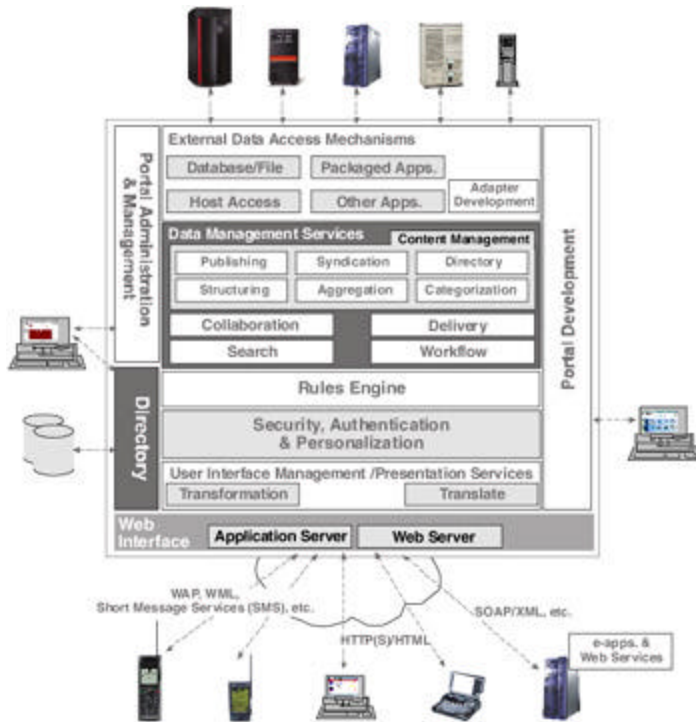 External Data Access Mechanisms
Database/File
Packaged Apps.
Host Access
Other Apps.
Adapter
Development
Portal Administration
& Management
Data Management Services
Content Management
Publishing
Syndication
Directory
Structuring
Aggregation
Categorization
Collaboration
Delivery
Search
Workflow
Portal Development
Directory
Rules Engine
Security, Authentication
& Personalization
User Interface Management /Presentation Services
Transformation
Translate
Web
Interface
Application Server
Web Server
WAP, WML,
Short Message Services (SMS), etc.
SOAP/XML, etc.
HTTP(S)/HTML
e-apps. &
Web Services